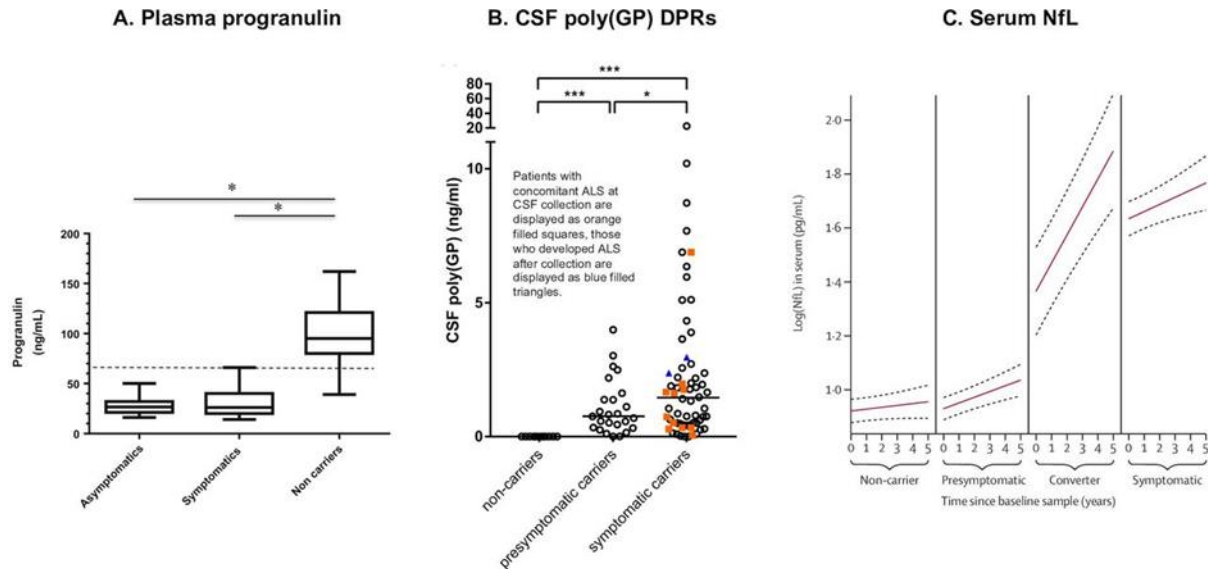 A. Plasma progranulin
*
*
Progranulin
(ng/mL)
200
150
100
50
0
Asymptomatics
Symptomatics
Non carriers
B. CSF poly(GP) DPRs
***
***
*
80
60
40
20
10
5
0
CSF poly(GP) (ng/ml)
Patients with
concomitant ALS at
CSF collection are
displayed as orange
filled squares, those
who developed ALS
after collection are
displayed as blue filled
triangles.
non-carriers
presymptomatic carriers
symptomatic carriers
C. Serum NfL
Log(NfL) in serum (pg/mL)
2·0
1·8
1·6
1·4
1·2
1·0
0 1 2 3 4 5 0 1 2 3 4 5 0 1 2 3 4 5 0 1 2 3 4 5
Non-carrier Presymptomatic Converter Symptomatic
Time since baseline sample (years)